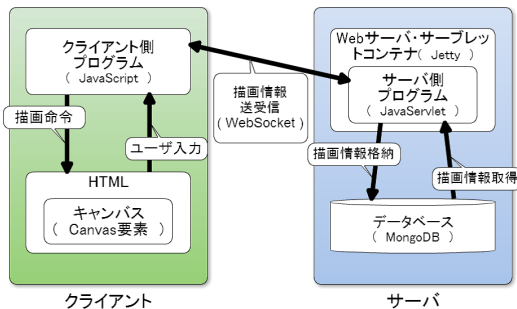 クライアント側
プログラム
( JavaScript )
描画命令
ユーザ入力
HTML
キャンバス
( Canvas要素 )
クライアント
描画情報
送受信
( WebSocket )
Webサーバ・サーブレッ
トコンテナ( Jetty )
サーバ側
プログラム
( JavaServlet )
描画情報格納
描画情報取得
データベース
( MongoDB )
サーバ